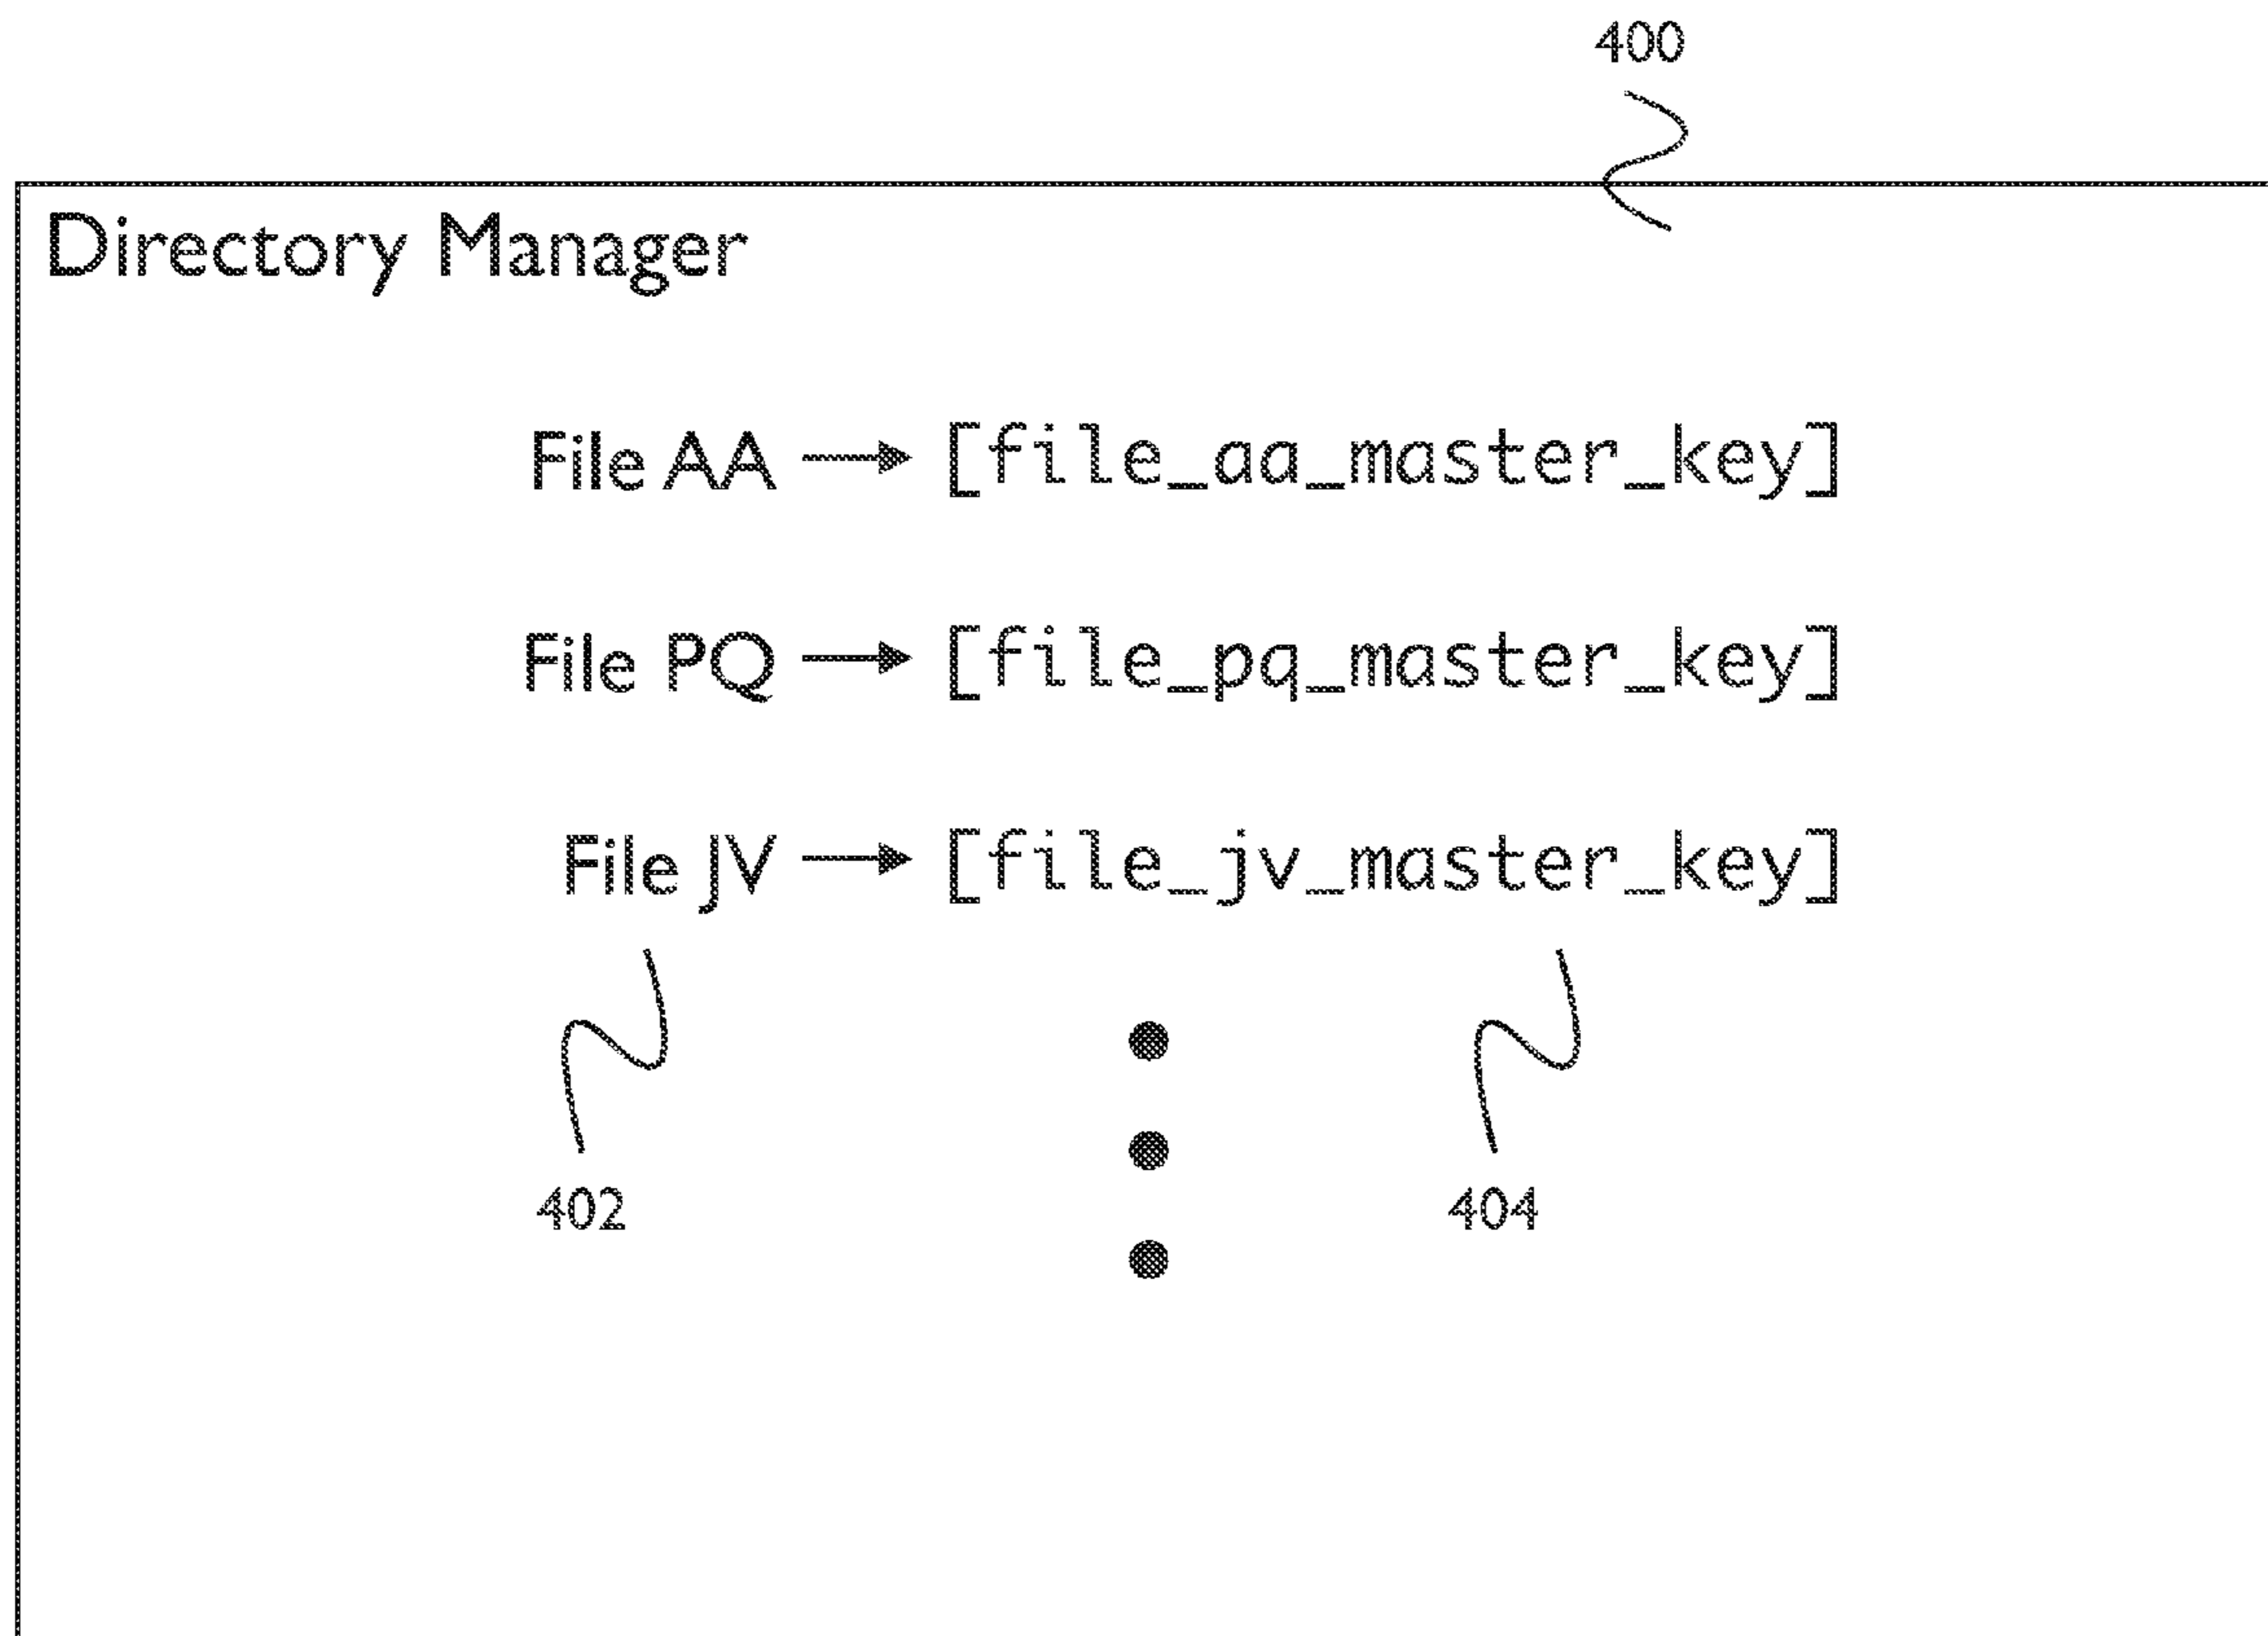 400
Directory Manager
File AA → [file_aa_master_key]
File PQ → [file_pq_master_key]
File JV → [file_jv_master_key]
402 404